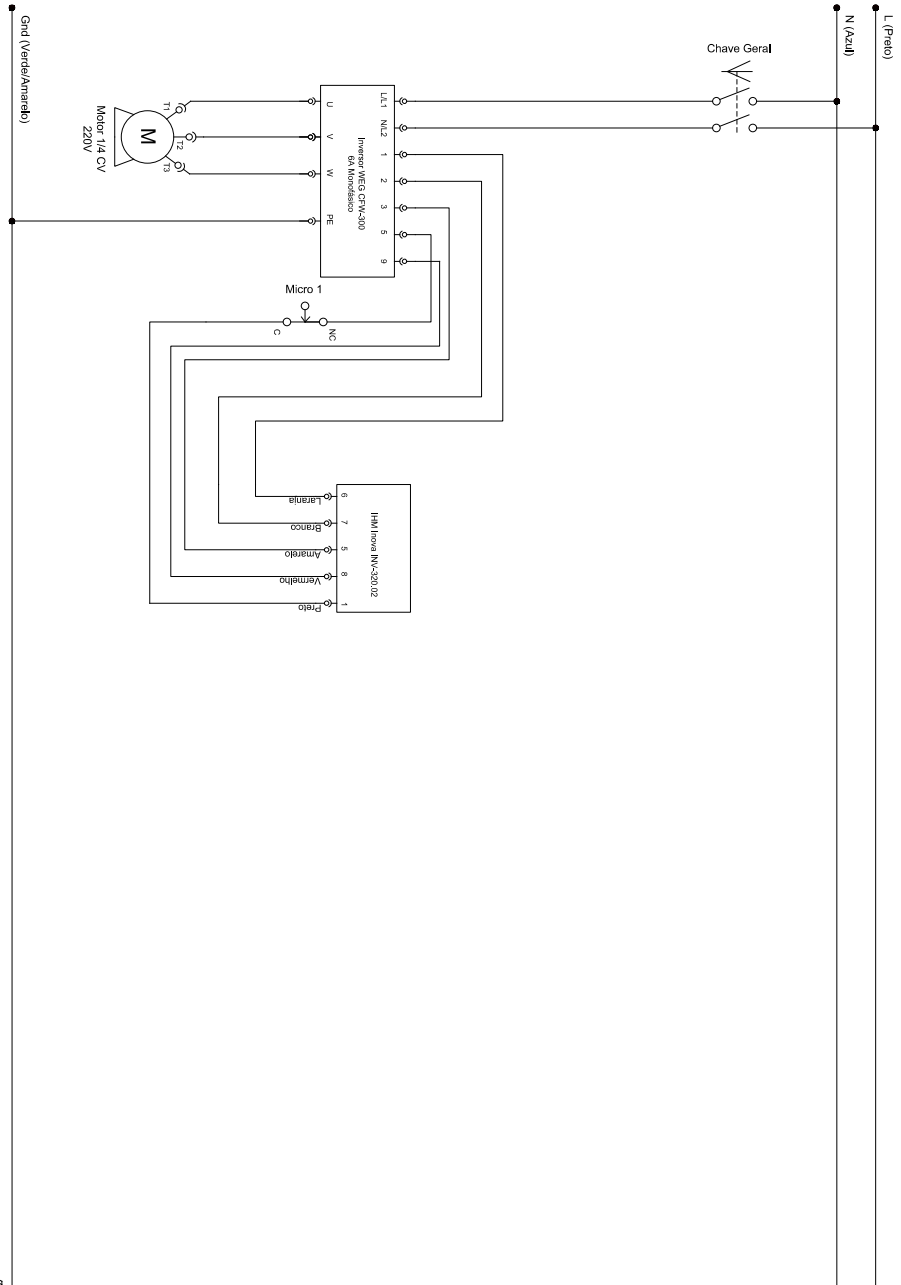 L (Preto)
N (Azul)
Chave Geral
L/L1
N/L2
1
2
3
5
9
Inversor WEG CFW-300
6A Monofásico
U
V
W
PE
T1
T2
T3
M
Motor 1/4 CV
220V
Gnd (Verde/Amarelo)
Micro 1
C
NC
IHM Inova INV-320.02
6
7
5
8
1
Laranja
Branco
Amarelo
Vermelho
Preto